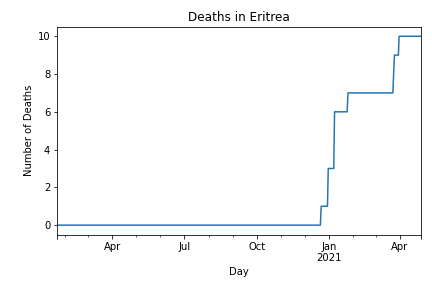 Deaths in Eritrea
10
8
6
4
2
0
Number of Deaths
Apr
Jul
Oct
Jan
2021
Apr
Day